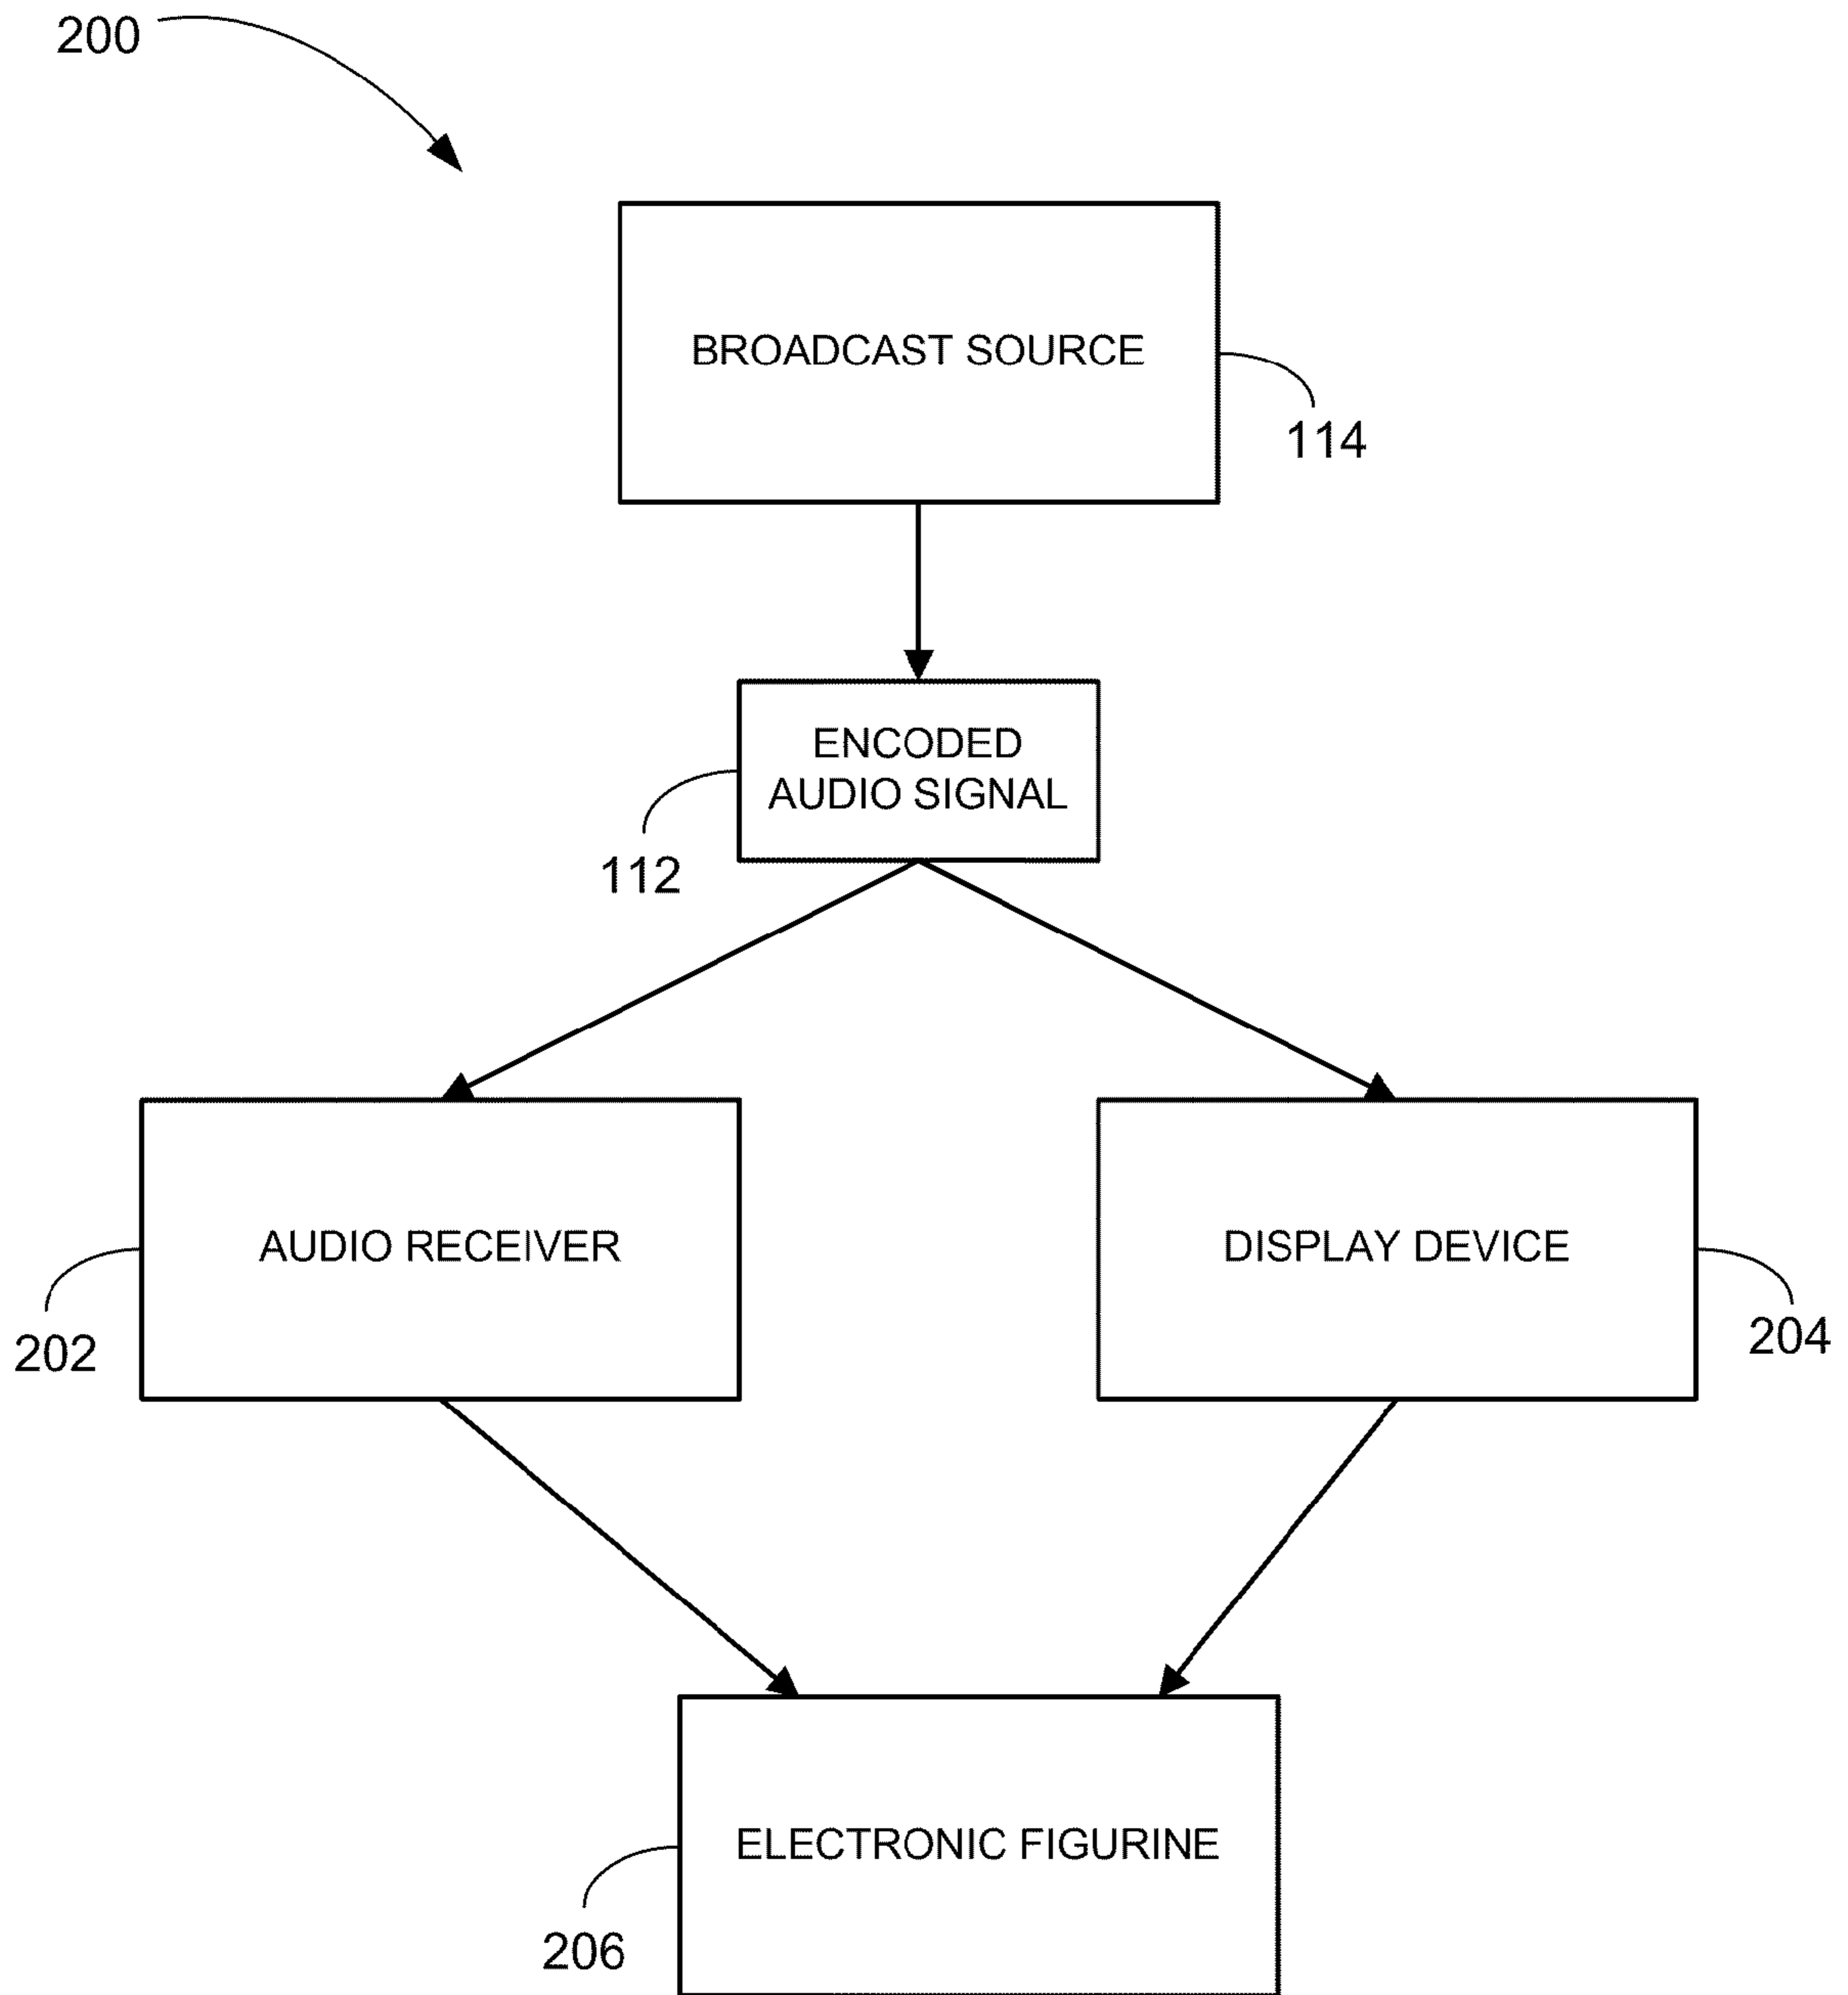 200
BROADCAST SOURCE
114
ENCODED
AUDIO SIGNAL
112
AUDIO RECEIVER
DISPLAY DEVICE
202
204
ELECTRONIC FIGURINE
206